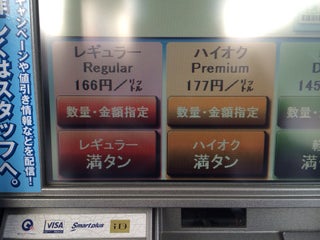 キャンペーンや値引き情報などを配信!
はスタッフへ。
レギュラー
Regular
166円/リットル
数量・金額指定
レギュラー
満タン
ハイオク
Premium
177円/リットル
数量・金額指定
ハイオク
満タン
D
145
満
VISA
Smartplus
iD